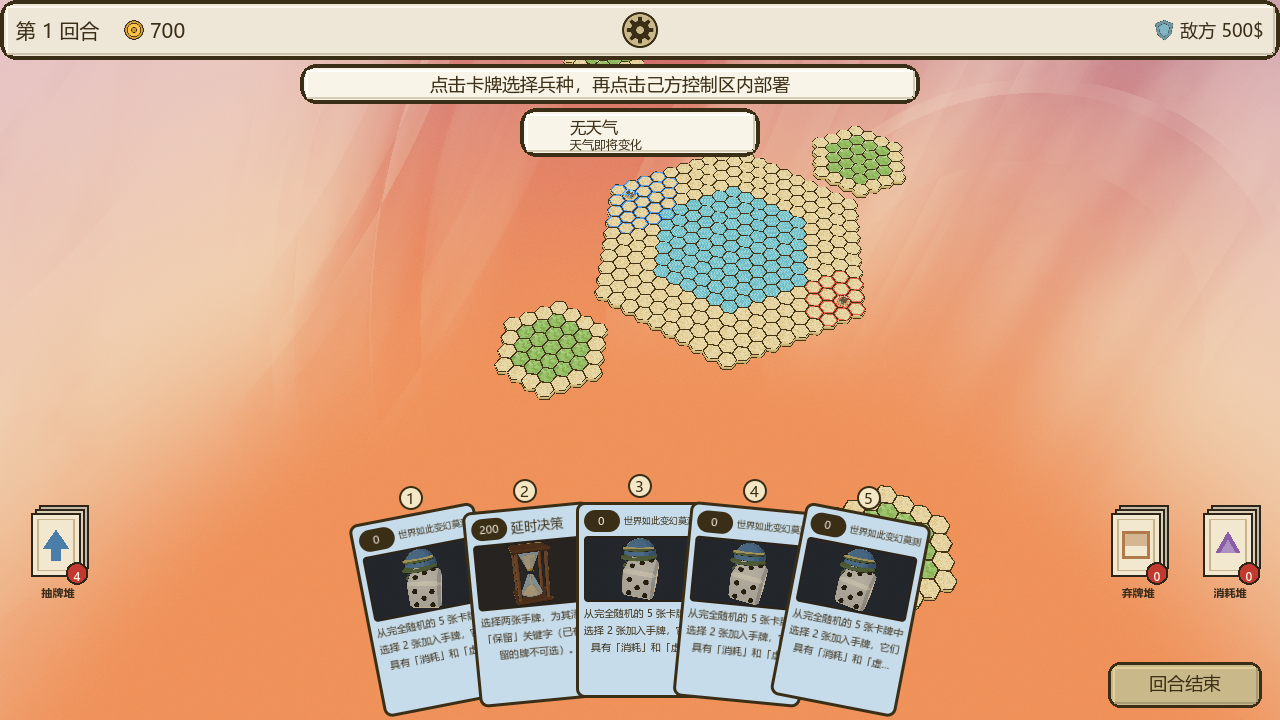 第 1 回合
700
敌方 500$
点击卡牌选择兵种，再点击己方控制区内部署
无天气
天气即将变化
1
2
3
4
5
0
世界如此变幻莫
从完全随机的 5 张卡
选择 2 张加入手牌，
具有「消耗」和「虚
200
延时决策
选择两张手牌，为其
「保留」关键字（已
留的牌不可选）。
0
世界如此变幻莫
从完全随机的 5 张卡牌
选择 2 张加入手牌，它
具有「消耗」和「虚
0
世界如此变幻莫
从完全随机的 5 张卡牌
选择 2 张加入手牌，
具有「消耗」和「虚
0
世界如此变幻莫测
从完全随机的 5 张卡牌中
选择 2 张加入手牌，它们
具有「消耗」和「虚...
4
抽牌堆
0
弃牌堆
0
消耗堆
回合结束